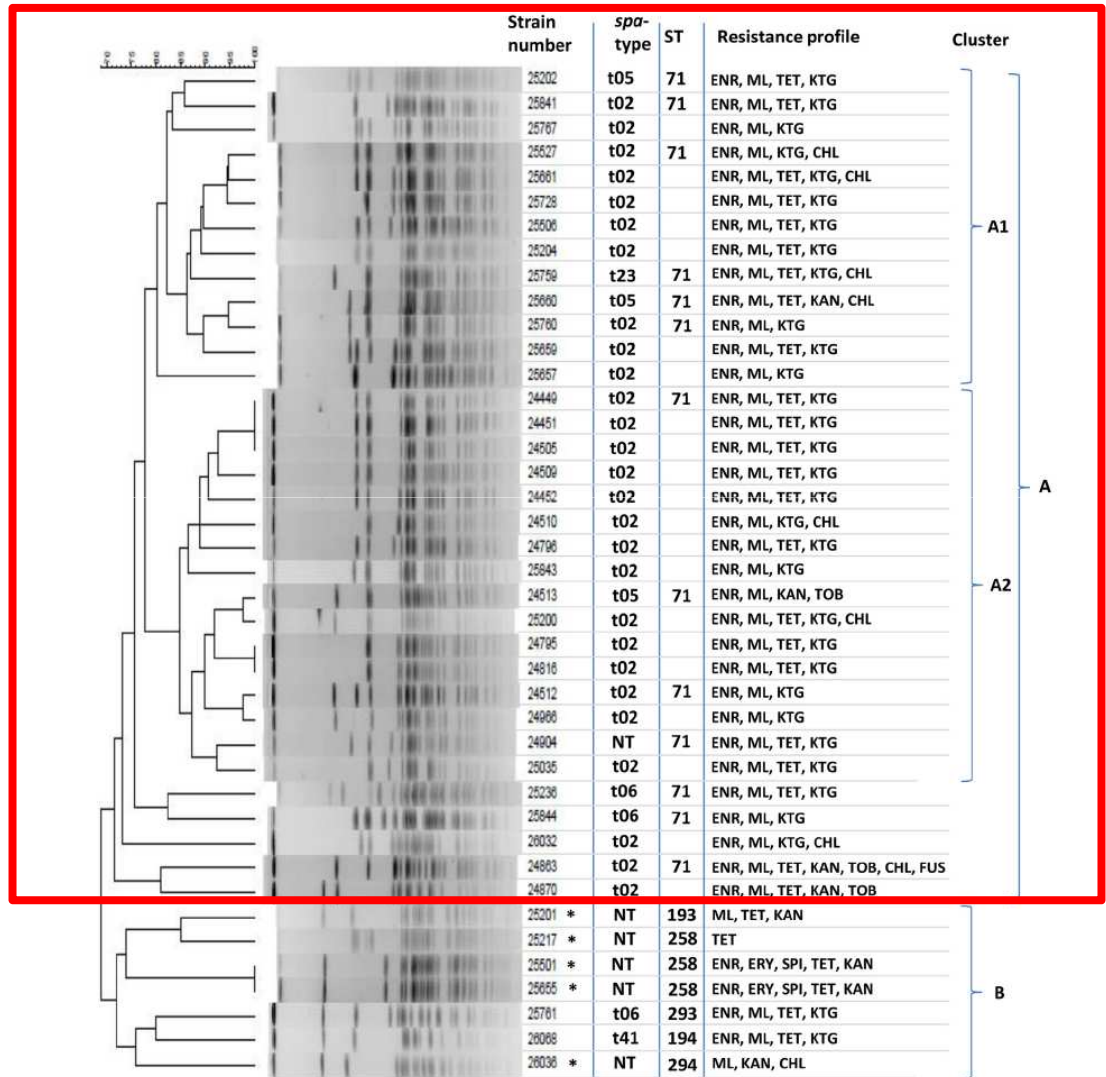 Strain number spa-type ST Resistance profile Cluster
70 75 80 85 90 95 100
25202 t05 71 ENR, ML, TET, KTG
25841 t02 71 ENR, ML, TET, KTG
25767 t02 ENR, ML, KTG
25527 t02 71 ENR, ML, KTG, CHL
25661 t02 ENR, ML, TET, KTG, CHL
25728 t02 ENR, ML, TET, KTG
25506 t02 ENR, ML, TET, KTG
A1
25204 t02 ENR, ML, TET, KTG
25759 t23 71 ENR, ML, TET, KTG, CHL
25660 t05 71 ENR, ML, TET, KAN, CHL
25760 t02 71 ENR, ML, KTG
25659 t02 ENR, ML, TET, KTG
25657 t02 ENR, ML, KTG
24449 t02 71 ENR, ML, TET, KTG
24451 t02 ENR, ML, TET, KTG
24505 t02 ENR, ML, TET, KTG
24509 t02 ENR, ML, TET, KTG
A
24452 t02 ENR, ML, TET, KTG
24510 t02 ENR, ML, KTG, CHL
24796 t02 ENR, ML, TET, KTG
25843 t02 ENR, ML, KTG
A2
24513 t05 71 ENR, ML, KAN, TOB
25200 t02 ENR, ML, TET, KTG, CHL
24795 t02 ENR, ML, TET, KTG
24816 t02 ENR, ML, TET, KTG
24512 t02 71 ENR, ML, KTG
24966 t02 ENR, ML, KTG
24904 NT 71 ENR, ML, TET, KTG
25035 t02 ENR, ML, TET, KTG
25236 t06 71 ENR, ML, TET, KTG
25844 t06 71 ENR, ML, KTG
26032 t02 ENR, ML, KTG, CHL
24863 t02 71 ENR, ML, TET, KAN, TOB, CHL, FUS
24870 t02 ENR, ML, TET, KAN, TOB
25201 * NT 193 ML, TET, KAN
25217 * NT 258 TET
25501 * NT 258 ENR, ERY, SPI, TET, KAN
25655 * NT 258 ENR, ERY, SPI, TET, KAN
B
25761 t06 293 ENR, ML, TET, KTG
26068 t41 194 ENR, ML, TET, KTG
26036 * NT 294 ML, KAN, CHL